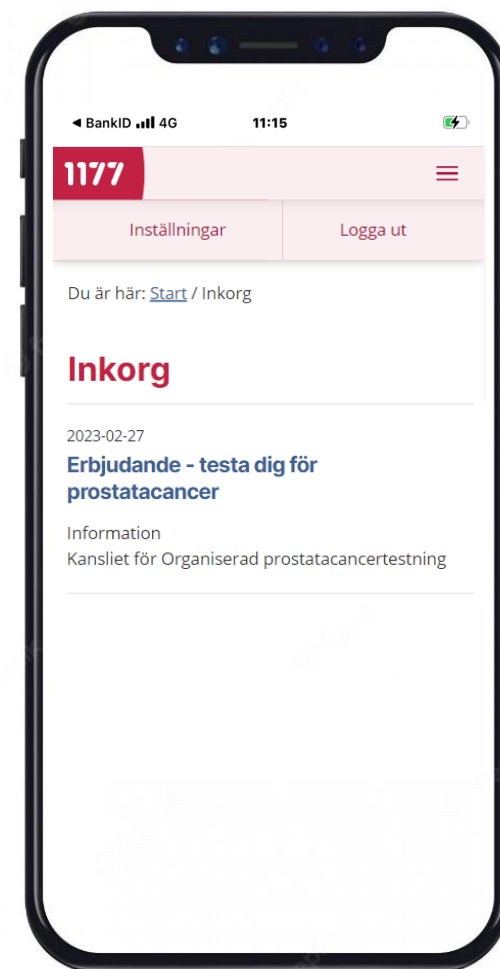 ◀ BankID 4G 11:15
1177
Inställningar Logga ut
Du är här: Start / Inkorg
Inkorg
2023-02-27
Erbjudande - testa dig för
prostatacancer
Information
Kansliet för Organiserad prostatacancertestning